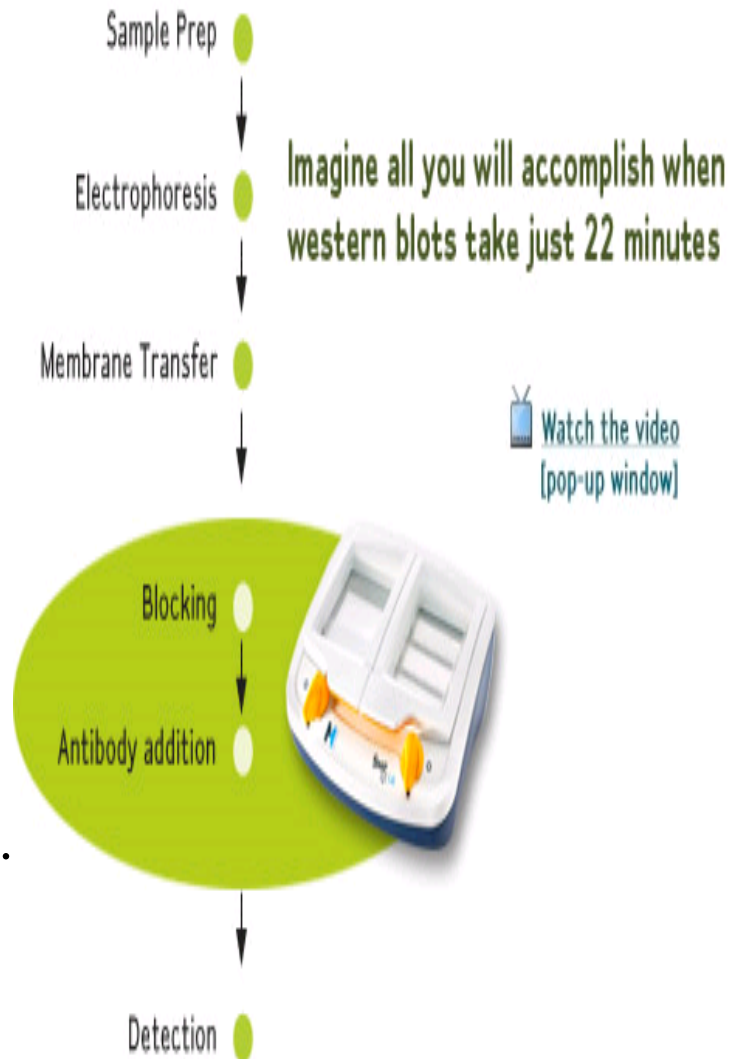 Sample Prep
Electrophoresis
Imagine all you will accomplish when
western blots take just 22 minutes
Membrane Transfer
Watch the video
[pop-up window]
Blocking
Antibody addition
Detection